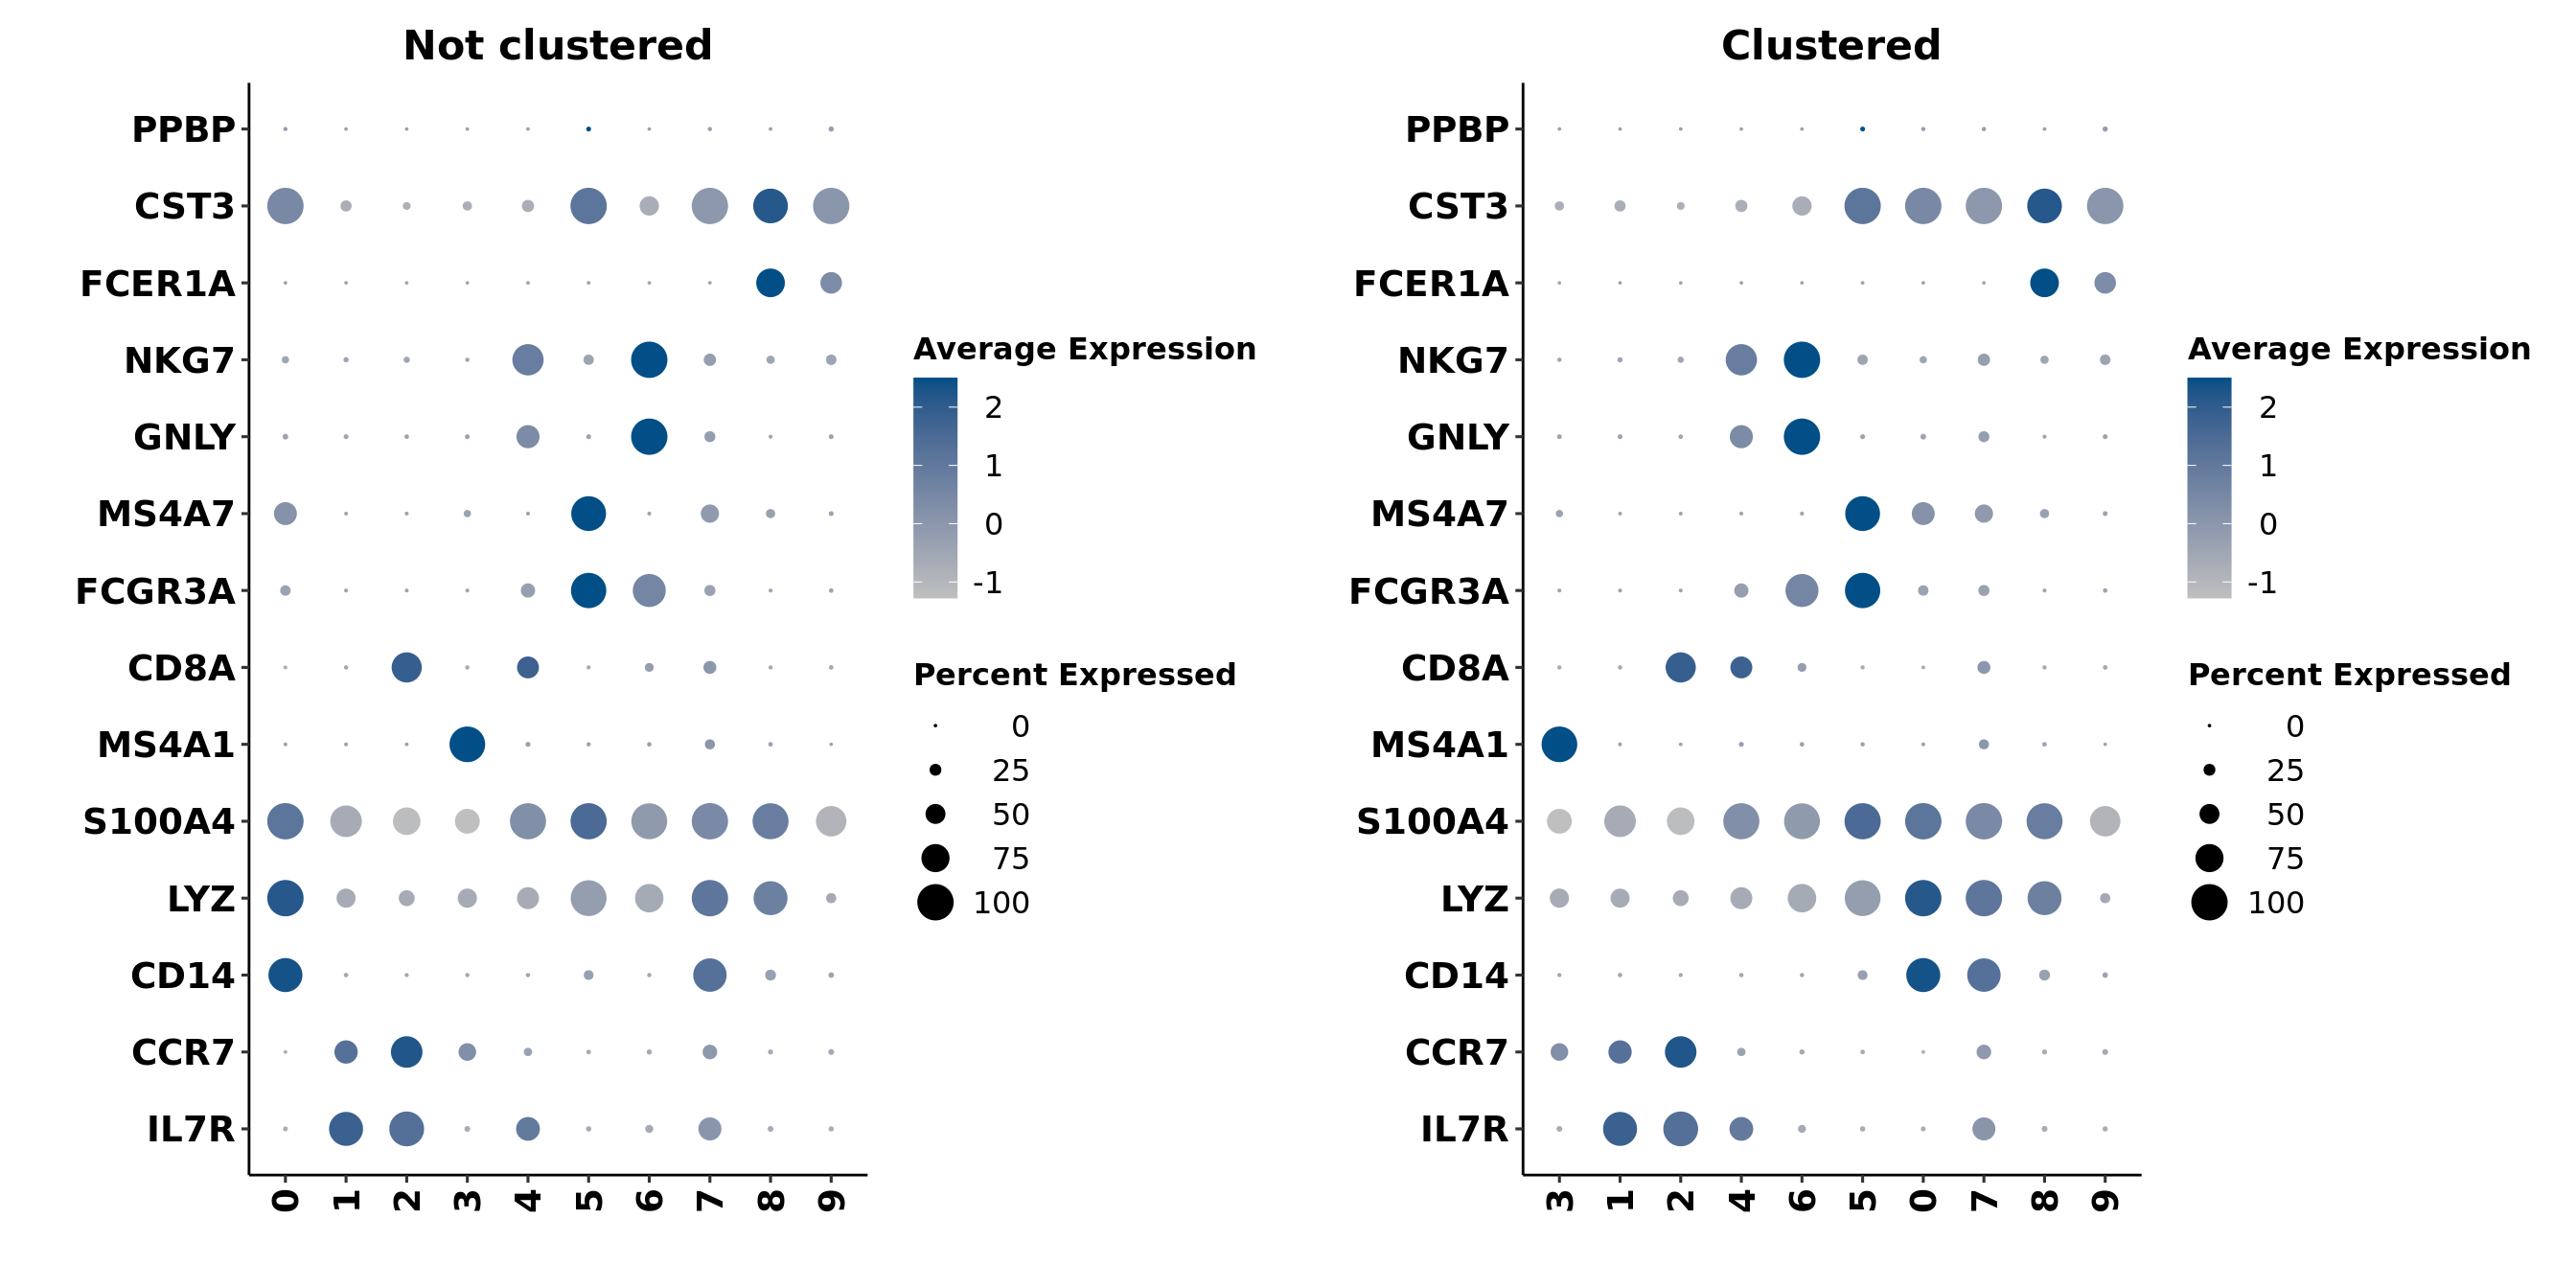 Not clustered
PPBP
CST3
FCER1A
NKG7
GNLY
MS4A7
FCGR3A
CD8A
MS4A1
S100A4
LYZ
CD14
CCR7
IL7R
0 1 2 3 4 5 6 7 8 9
Average Expression
2
1
0
-1
Percent Expressed
0
25
50
75
100
Clustered
PPBP
CST3
FCER1A
NKG7
GNLY
MS4A7
FCGR3A
CD8A
MS4A1
S100A4
LYZ
CD14
CCR7
IL7R
3 1 2 4 6 5 0 7 8 9
Average Expression
2
1
0
-1
Percent Expressed
0
25
50
75
100